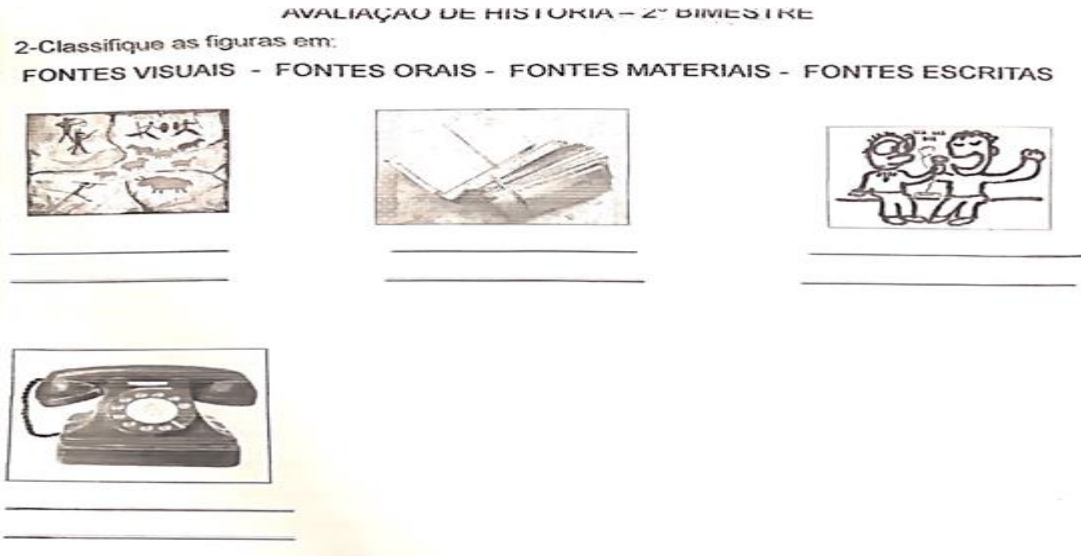 AVALIAÇÃO DE HISTÓRIA – 2º BIMESTRE
2-Classifique as figuras em:
FONTES VISUAIS - FONTES ORAIS - FONTES MATERIAIS - FONTES ESCRITAS